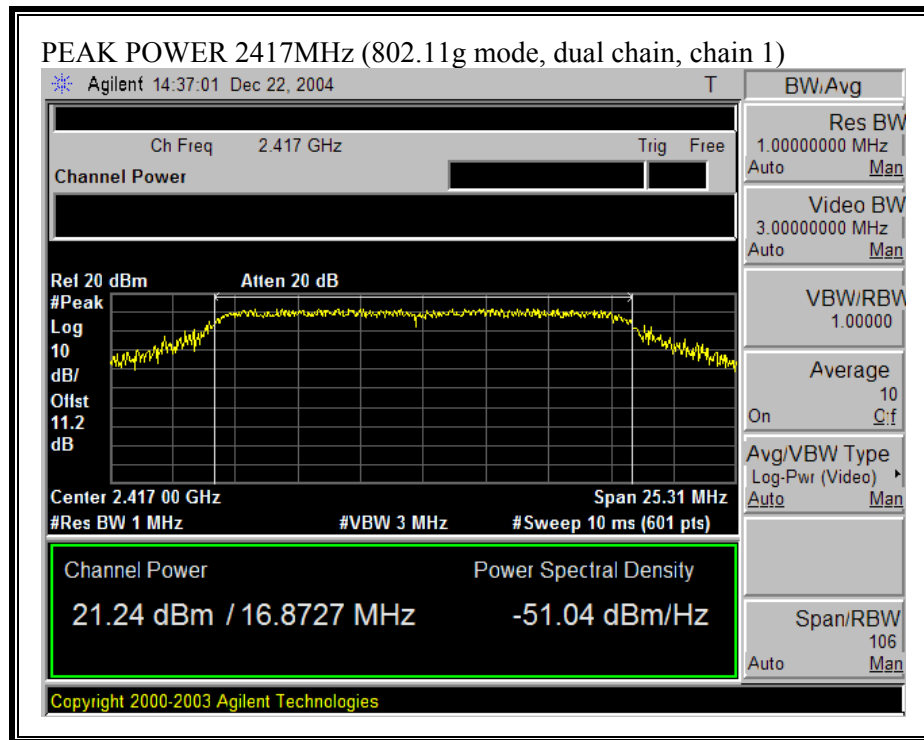 PEAK POWER 2417MHz (802.11g mode, dual chain, chain 1)
Agilent 14:37:01 Dec 22, 2004 T
Ch Freq 2.417 GHz Trig Free
Channel Power
Ref 20 dBm Atten 20 dB
#Peak
Log
10
dB/
Offst
11.2
dB
Center 2.417 00 GHz Span 25.31 MHz
#Res BW 1 MHz #VBW 3 MHz #Sweep 10 ms (601 pts)
Channel Power Power Spectral Density
21.24 dBm / 16.8727 MHz -51.04 dBm/Hz
Copyright 2000-2003 Agilent Technologies
BW/Avg
Res BW
1.00000000 MHz
Auto Man
Video BW
3.00000000 MHz
Auto Man
VBW/RBW
1.00000
Average
10
On Off
Avg/VBW Type
Log-Pwr (Video)
Auto Man
Span/RBW
106
Auto Man